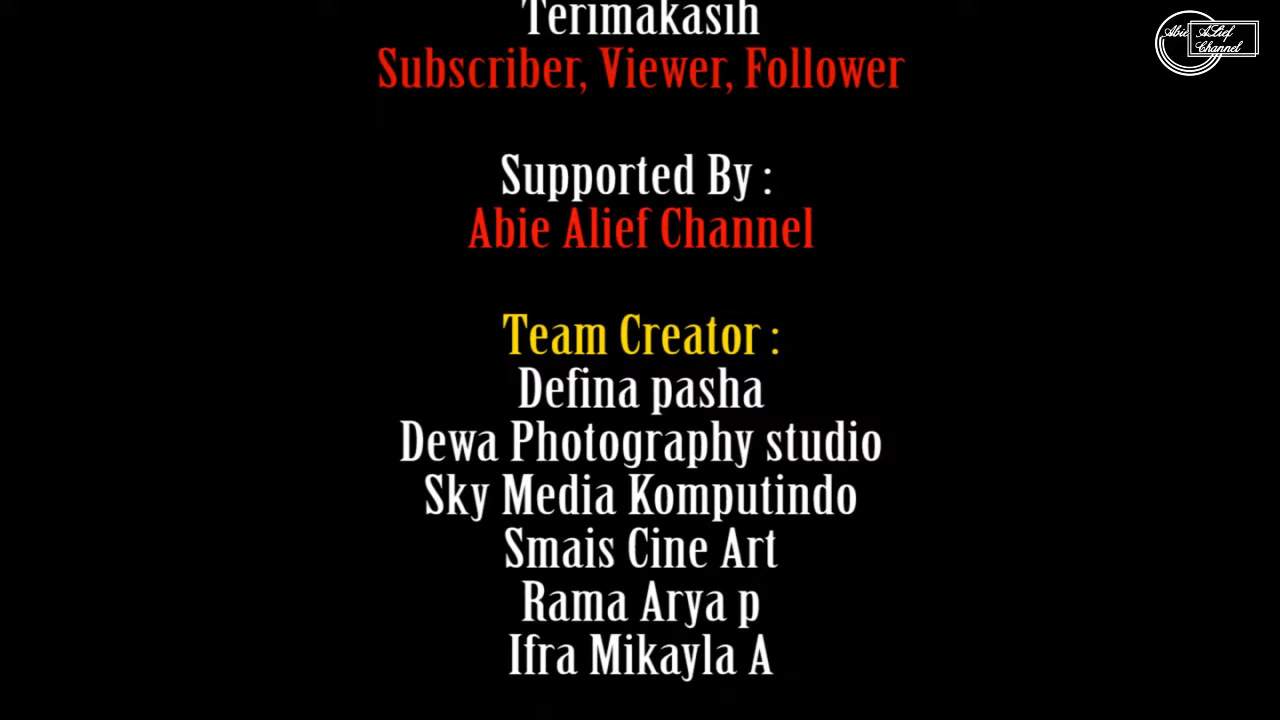 Terimakasih
Subscriber, Viewer, Follower
Supported By :
Abie Alief Channel
Team Creator :
Defina pasha
Dewa Photography studio
Sky Media Komputindo
Smais Cine Art
Rama Arya p
Ifra Mikayla A
Abie ALief
Channel